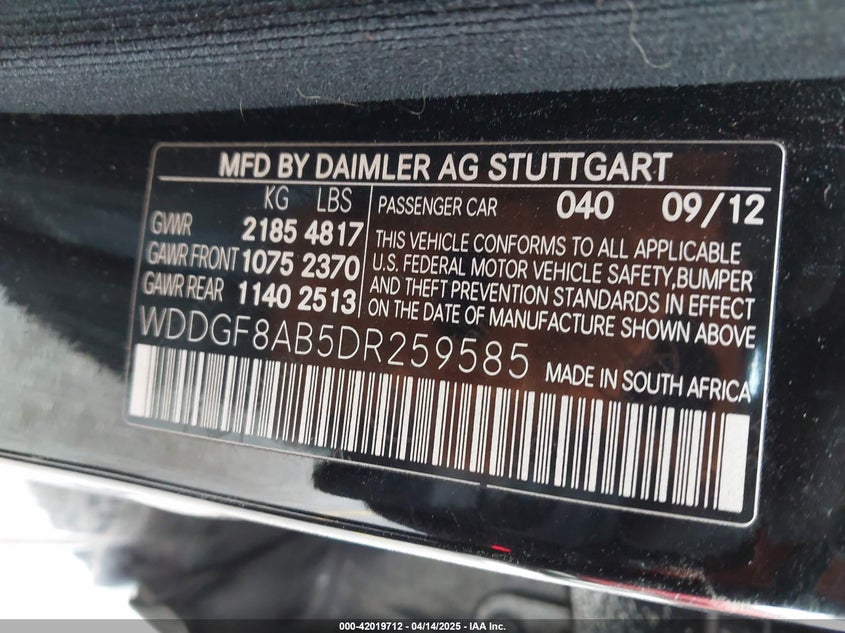 MFD BY DAIMLER AG STUTTGART
KG LBS
GVWR 2185 4817
GAWR FRONT 1075 2370
GAWR REAR 1140 2513
PASSENGER CAR 040 09/12
THIS VEHICLE CONFORMS TO ALL APPLICABLE
U.S. FEDERAL MOTOR VEHICLE SAFETY,BUMPER
AND THEFT PREVENTION STANDARDS IN EFFECT
ON THE DATE OF MANUFACTURE SHOWN ABOVE
WDDGF8AB5DR259585 MADE IN SOUTH AFRICA
000-42019712 - 04/14/2025 - IAA Inc.